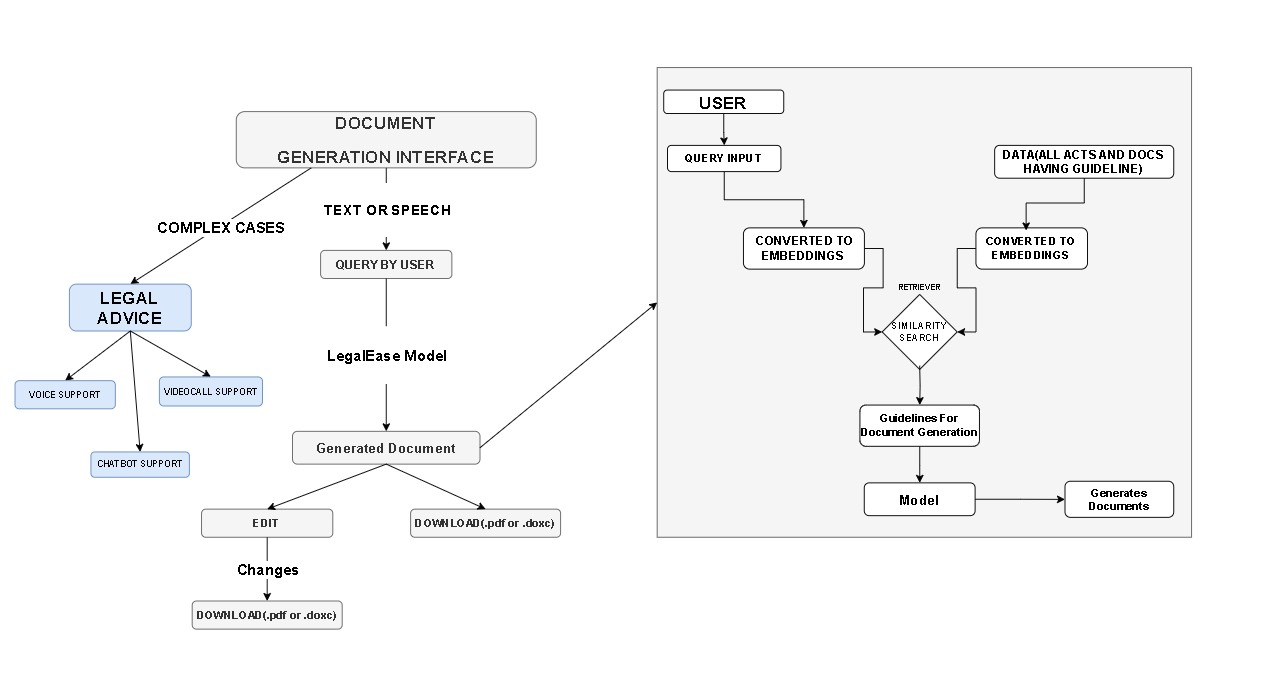 DOCUMENT
GENERATION INTERFACE
COMPLEX CASES
TEXT OR SPEECH
QUERY BY USER
LEGAL
ADVICE
VOICE SUPPORT
VIDEOCALL SUPPORT
CHATBOT SUPPORT
LegalEase Model
Generated Document
EDIT
DOWNLOAD(.pdf or .doxc)
Changes
DOWNLOAD(.pdf or .doxc)
USER
QUERY INPUT
DATA(ALL ACTS AND DOCS
HAVING GUIDELINE)
CONVERTED TO
EMBEDDINGS
CONVERTED TO
EMBEDDINGS
RETRIEVER
SIMILARITY
SEARCH
Guidelines For
Document Generation
Model
Generates
Documents